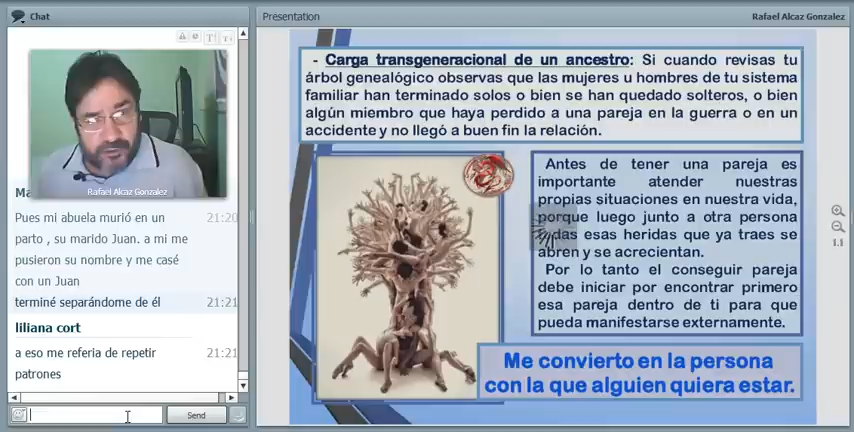 Chat
Rafael Alcaz Gonzalez
Pues mi abuela murió en un 21:20
parto , su marido Juan. a mi me
pusieron su nombre y me casé
con un Juan
terminé separándome de él 21:21
liliana cort
a eso me referia de repetir 21:21
patrones
Send
Presentation
Rafael Alcaz Gonzalez
- Carga transgeneracional de un ancestro: Si cuando revisas tu
árbol genealógico observas que las mujeres u hombres de tu sistema
familiar han terminado solos o bien se han quedado solteros, o bien
algún miembro que haya perdido a una pareja en la guerra o en un
accidente y no llegó a buen fin la relación.
Antes de tener una pareja es
importante atender nuestras
propias situaciones en nuestra vida,
porque luego junto a otra persona
esas heridas que ya traes se
abren y se acrecientan.
Por lo tanto el conseguir pareja
debe iniciar por encontrar primero
esa pareja dentro de ti para que
pueda manifestarse externamente.
Me convierto en la persona
con la que alguien quiera estar.
1:1